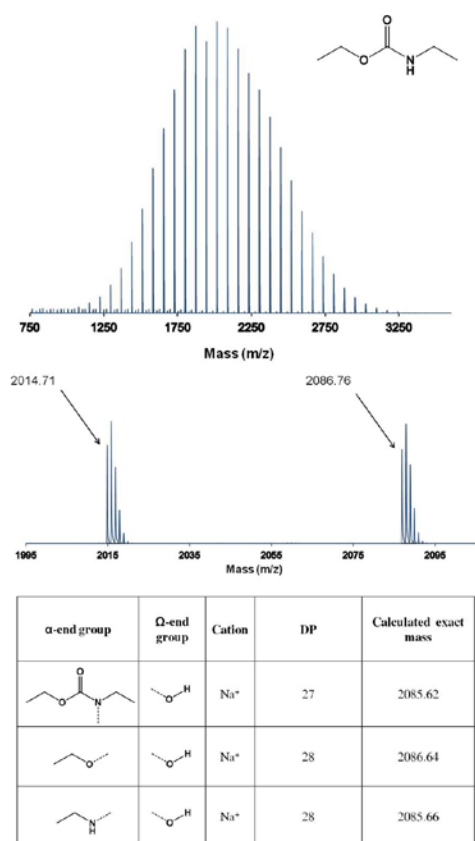 O
O
N
H
750 1250 1750 2250 2750 3250
Mass (m/z)
2014.71
2086.76
1995 2015 2035 2055 2075 2095
Mass (m/z)
α-end group Ω-end group Cation DP Calculated exact mass
O
O N O H Na⁺ 27 2085.62
O O H Na⁺ 28 2086.64
N H O H Na⁺ 28 2085.66